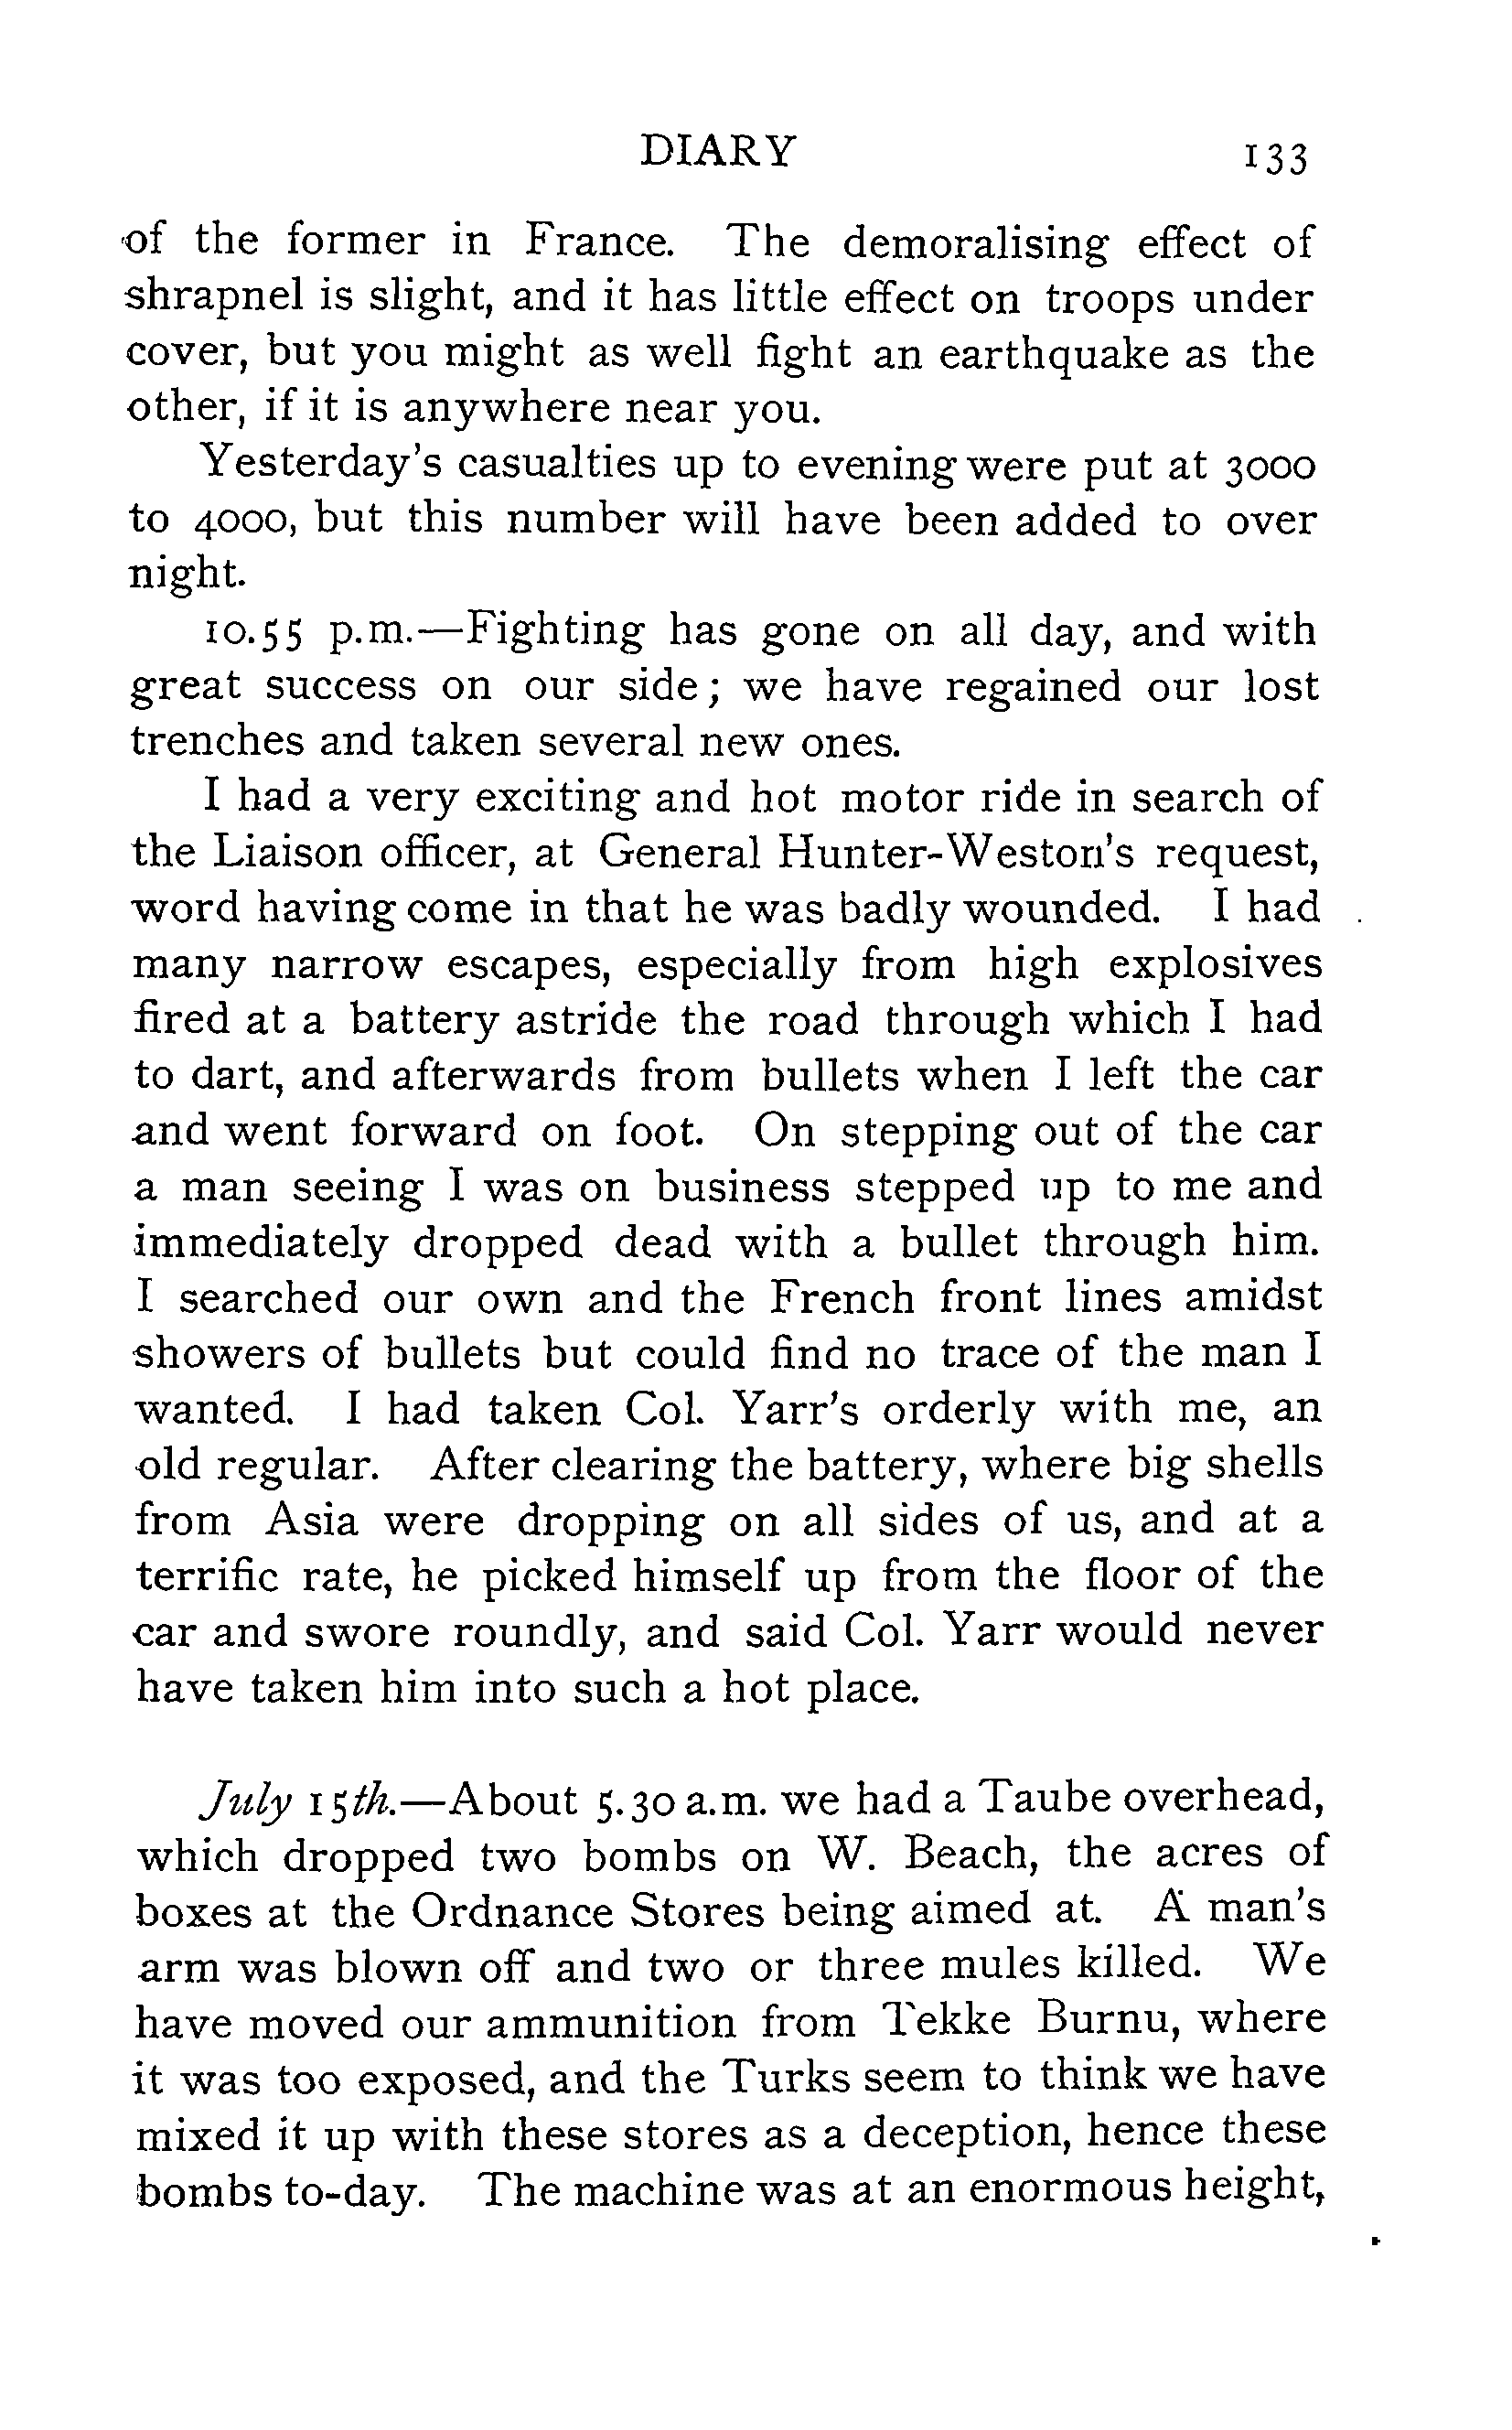 DIARY 133
of the former in France. The demoralising effect of
shrapnel is slight, and it has little effect on troops under
cover, but you might as well fight an earthquake as the
other, if it is anywhere near you.
Yesterday's casualties up to evening were put at 3000
to 4000, but this number will have been added to over
night.
10.55 p.m.—Fighting has gone on all day, and with
great success on our side; we have regained our lost
trenches and taken several new ones.
I had a very exciting and hot motor ride in search of
the Liaison officer, at General Hunter-Weston's request,
word having come in that he was badly wounded. I had
many narrow escapes, especially from high explosives
fired at a battery astride the road through which I had
to dart, and afterwards from bullets when I left the car
and went forward on foot. On stepping out of the car
a man seeing I was on business stepped up to me and
immediately dropped dead with a bullet through him.
I searched our own and the French front lines amidst
showers of bullets but could find no trace of the man I
wanted. I had taken Col. Yarr's orderly with me, an
old regular. After clearing the battery, where big shells
from Asia were dropping on all sides of us, and at a
terrific rate, he picked himself up from the floor of the
car and swore roundly, and said Col. Yarr would never
have taken him into such a hot place.
July 15th.—About 5.30 a.m. we had a Taube overhead,
which dropped two bombs on W. Beach, the acres of
boxes at the Ordnance Stores being aimed at. A man's
arm was blown off and two or three mules killed. We
have moved our ammunition from Tekke Burnu, where
it was too exposed, and the Turks seem to think we have
mixed it up with these stores as a deception, hence these
bombs to-day. The machine was at an enormous height,